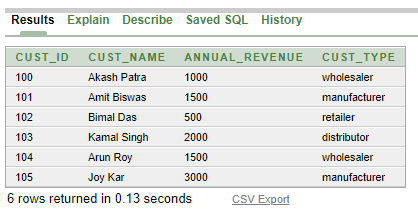 Results Explain Describe Saved SQL History
CUST_ID CUST_NAME ANNUAL_REVENUE CUST_TYPE
100 Akash Patra 1000 wholesaler
101 Amit Biswas 1500 manufacturer
102 Bimal Das 500 retailer
103 Kamal Singh 2000 distributor
104 Arun Roy 1500 wholesaler
105 Joy Kar 3000 manufacturer
6 rows returned in 0.13 seconds CSV Export